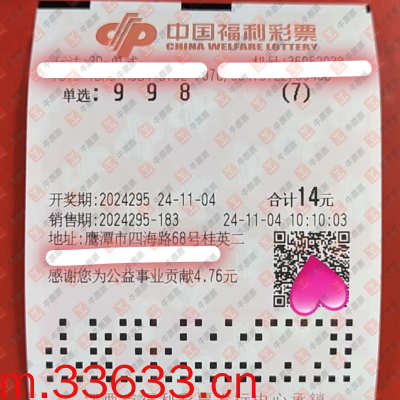 中国福利彩票
CHINA WELFARE LOTTERY
单选: 9 9 8 (7)
开奖期:2024295 24-11-04 合计14元
销售期:2024295-183 24-11-04 10:10:03
地址:鹰潭市四海路68号桂英二
感谢您为公益事业贡献4.76元
m.33633.cn